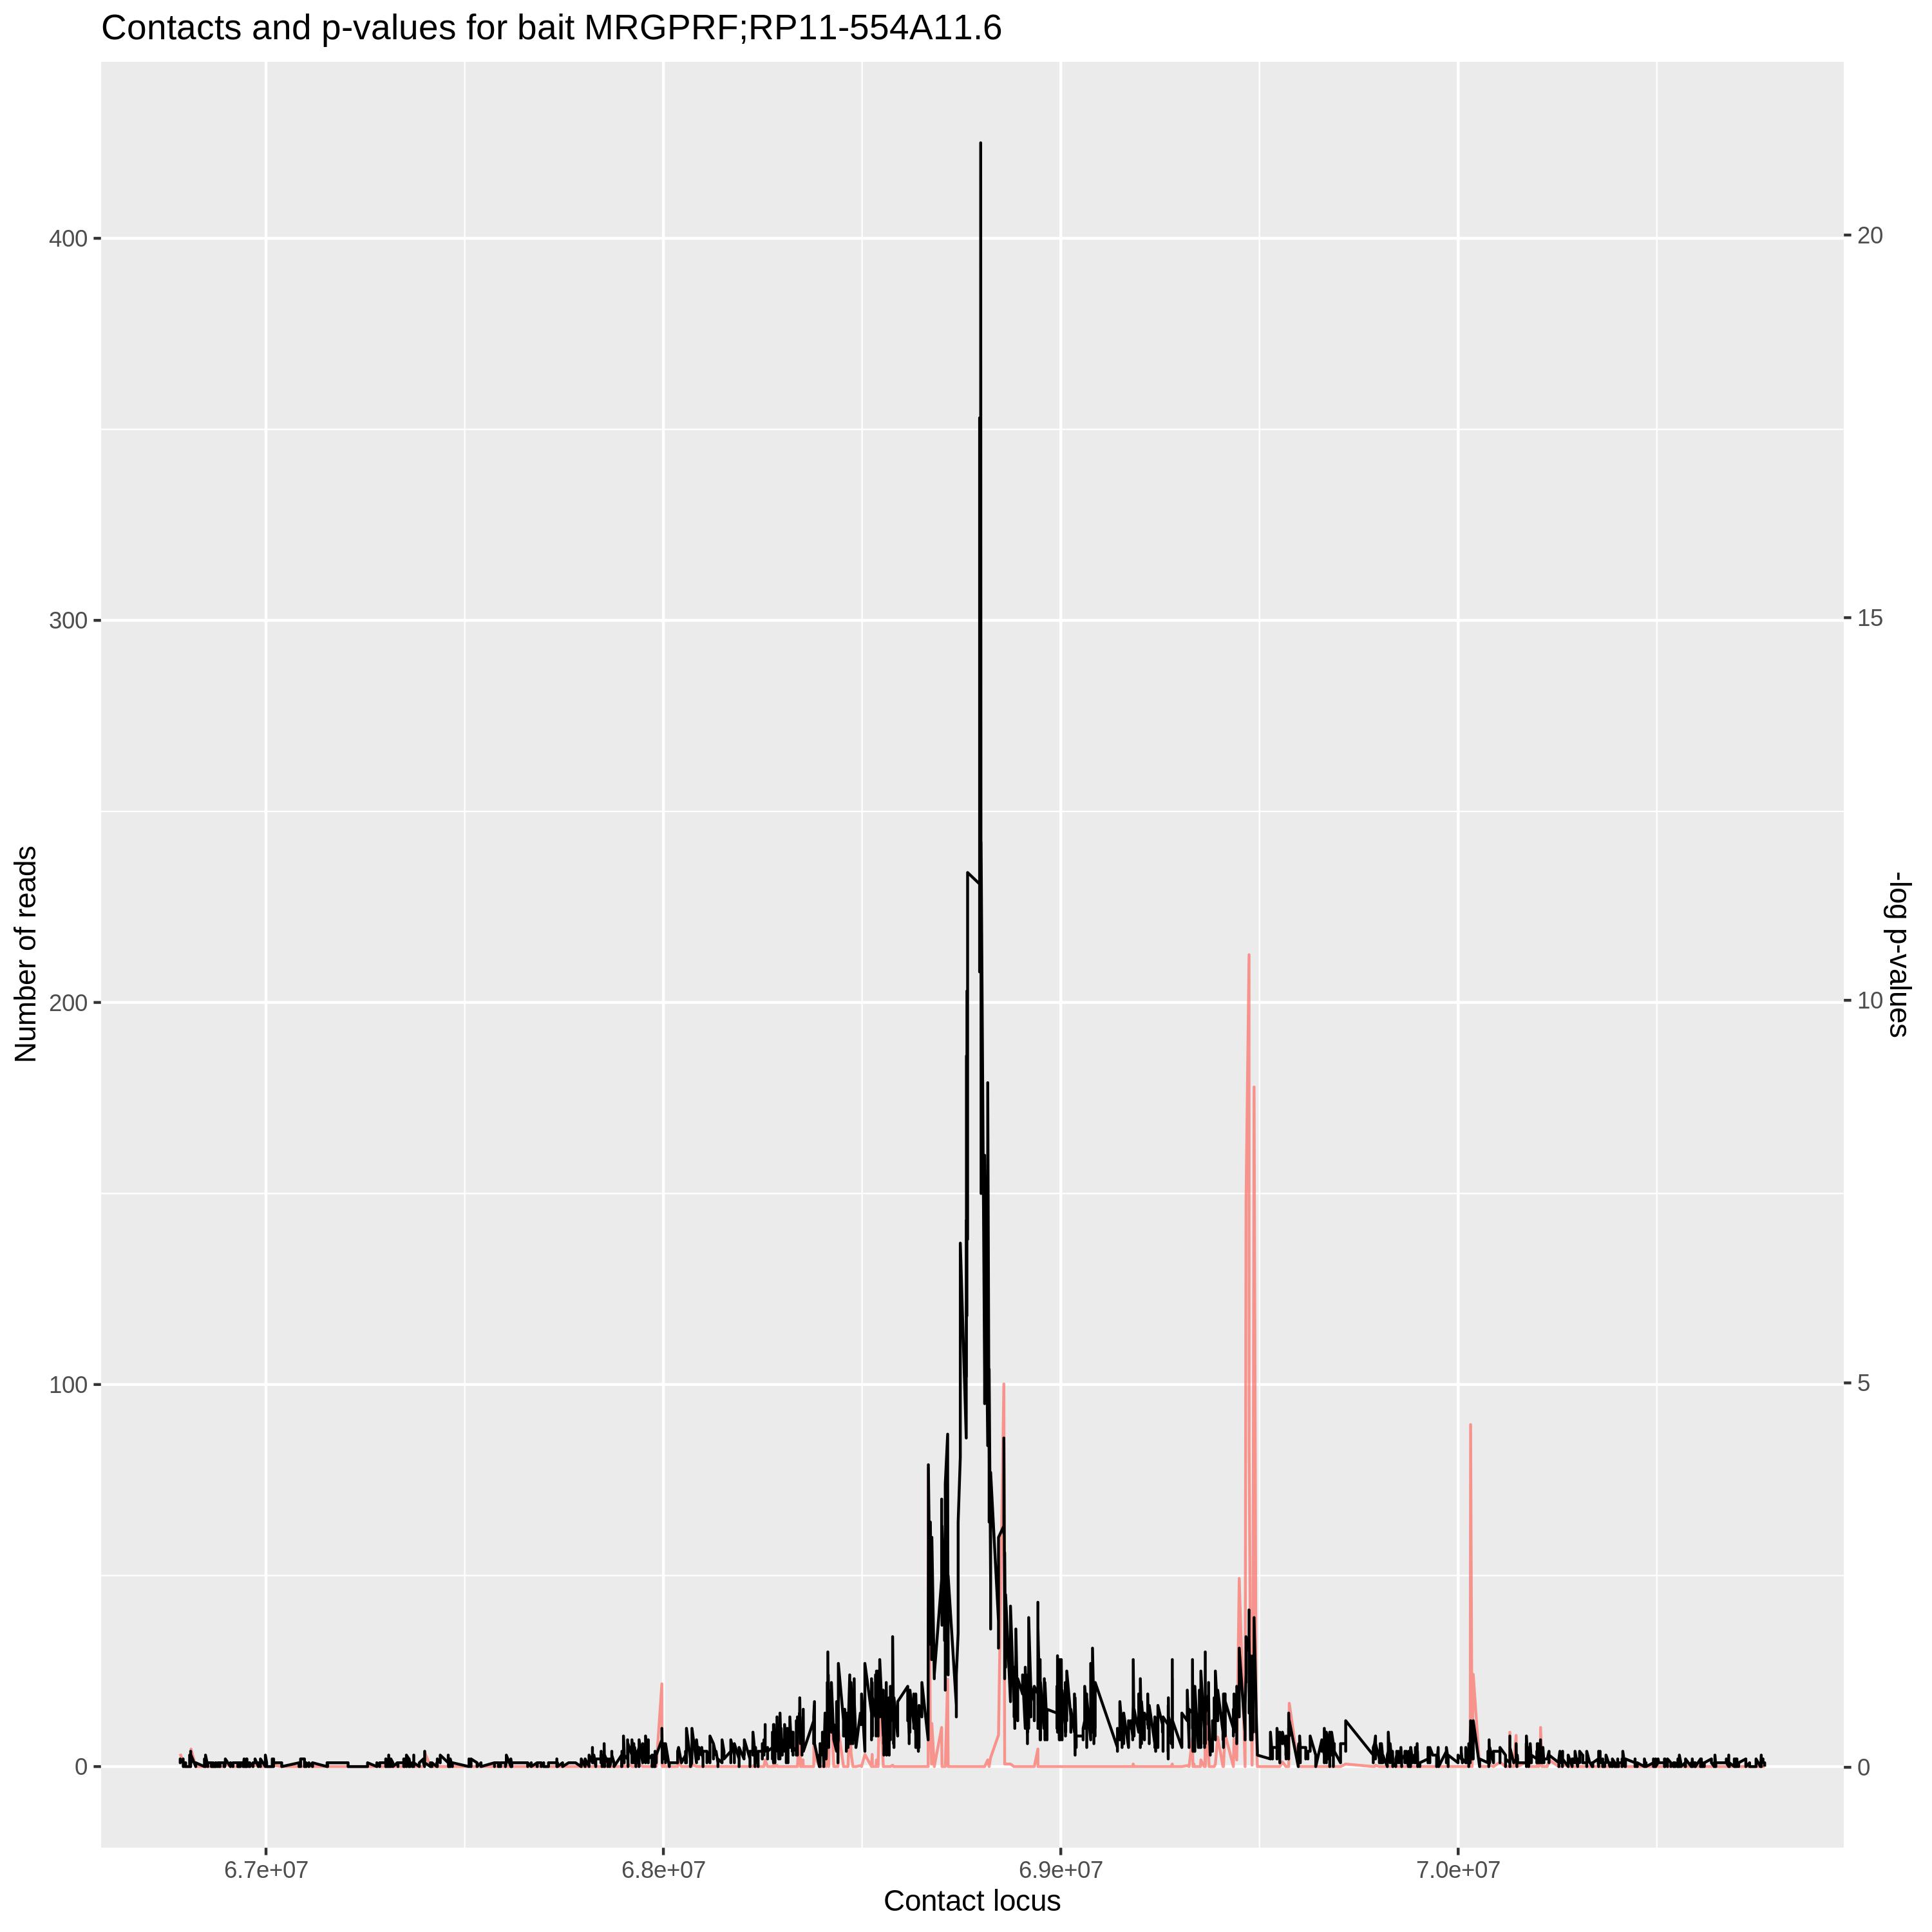 Contacts and p-values for bait MRGPRF;RP11-554A11.6
400
300
200
100
0
Number of reads
20
15
10
5
0
-log p-values
6.7e+07
6.8e+07
6.9e+07
7.0e+07
Contact locus